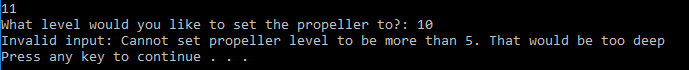 11
What level would you like to set the propeller to?: 10
Invalid input: Cannot set propeller level to be more than 5. That would be too deep
Press any key to continue . . .